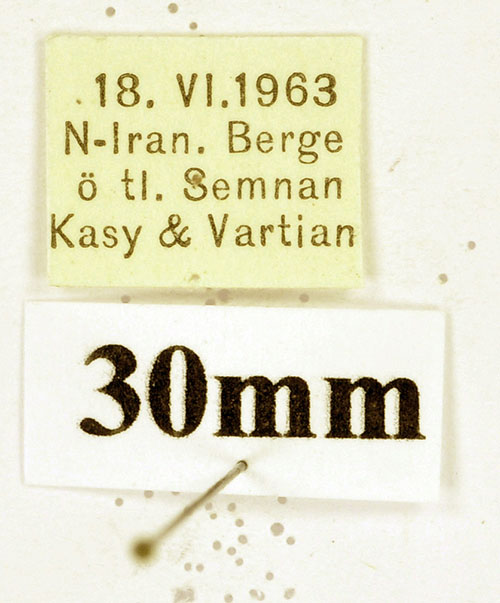 18. VI.1963
N-Iran. Berge
ö tl. Semnan
Kasy & Vartian
30mm